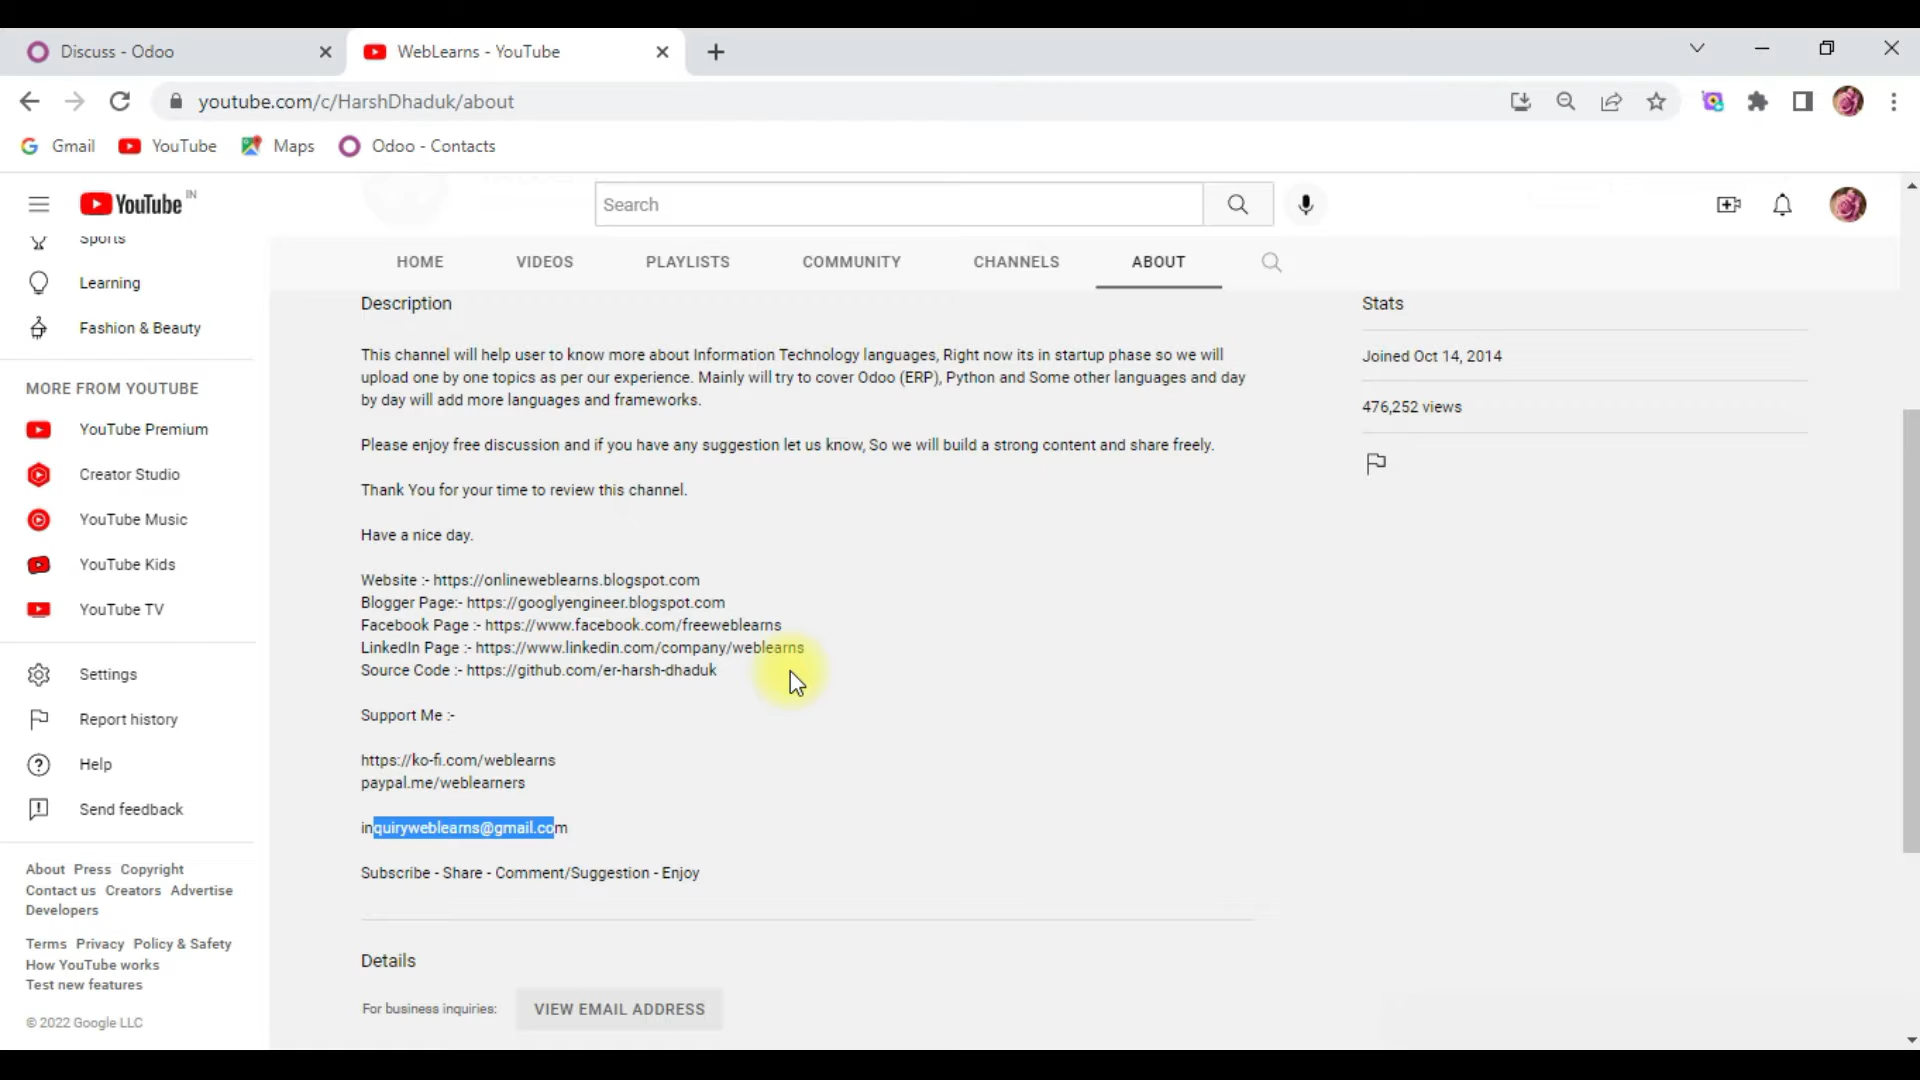 Discuss - Odoo
WebLearns - YouTube
youtube.com/c/HarshDhaduk/about
Gmail
YouTube
Maps
Odoo - Contacts
YouTube IN
Search
HOME
VIDEOS
PLAYLISTS
COMMUNITY
CHANNELS
ABOUT
Sports
Learning
Fashion & Beauty
MORE FROM YOUTUBE
YouTube Premium
Creator Studio
YouTube Music
YouTube Kids
YouTube TV
Settings
Report history
Help
Send feedback
About Press Copyright
Contact us Creators Advertise
Developers
Terms Privacy Policy & Safety
How YouTube works
Test new features
© 2022 Google LLC
Description
This channel will help user to know more about Information Technology languages, Right now its in startup phase so we will
upload one by one topics as per our experience. Mainly will try to cover Odoo (ERP), Python and Some other languages and day
by day will add more languages and frameworks.
Please enjoy free discussion and if you have any suggestion let us know, So we will build a strong content and share freely.
Thank You for your time to review this channel.
Have a nice day.
Website :- https://onlineweblearns.blogspot.com
Blogger Page:- https://googlyengineer.blogspot.com
Facebook Page :- https://www.facebook.com/freeweblearns
LinkedIn Page :- https://www.linkedin.com/company/weblearns
Source Code :- https://github.com/er-harsh-dhaduk
Support Me :-
https://ko-fi.com/weblearns
paypal.me/weblearners
inquiryweblearns@gmail.com
Subscribe - Share - Comment/Suggestion - Enjoy
Details
For business inquiries:
VIEW EMAIL ADDRESS
Stats
Joined Oct 14, 2014
476,252 views